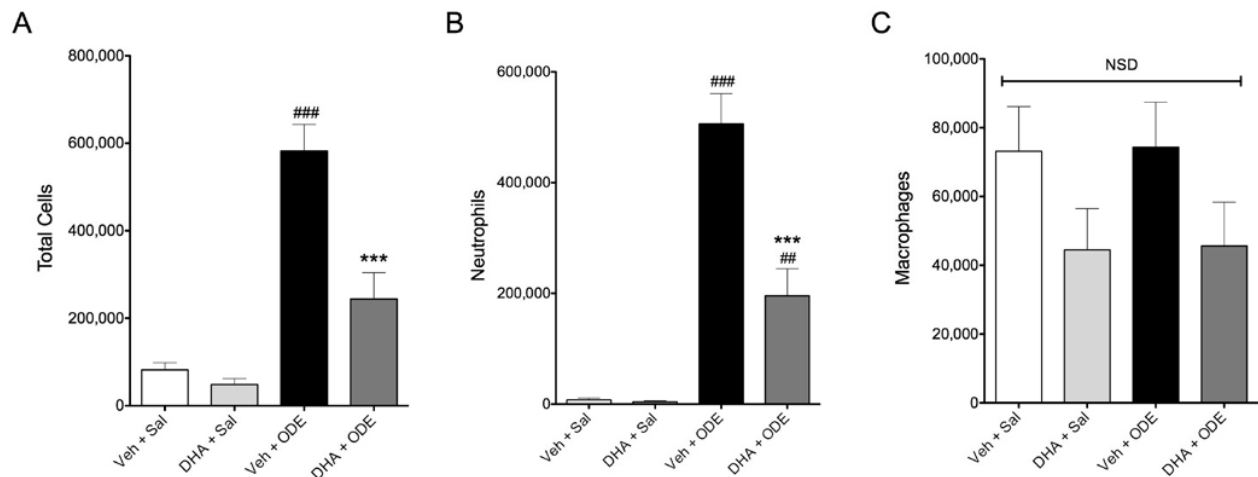 A
Total Cells
800,000
600,000
400,000
200,000
0
###
***
Veh + Sal
DHA + Sal
Veh + ODE
DHA + ODE
B
Neutrophils
600,000
400,000
200,000
0
###
***
##
Veh + Sal
DHA + Sal
Veh + ODE
DHA + ODE
C
Macrophages
100,000
80,000
60,000
40,000
20,000
0
NSD
Veh + Sal
DHA + Sal
Veh + ODE
DHA + ODE